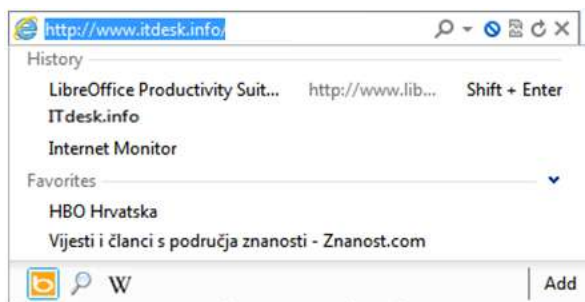 http://www.itdesk.info/
History
LibreOffice Productivity Suit... http://www.lib... Shift + Enter
ITdesk.info
Internet Monitor
Favorites
HBO Hrvatska
Vijesti i članci s područja znanosti - Znanost.com
W Add